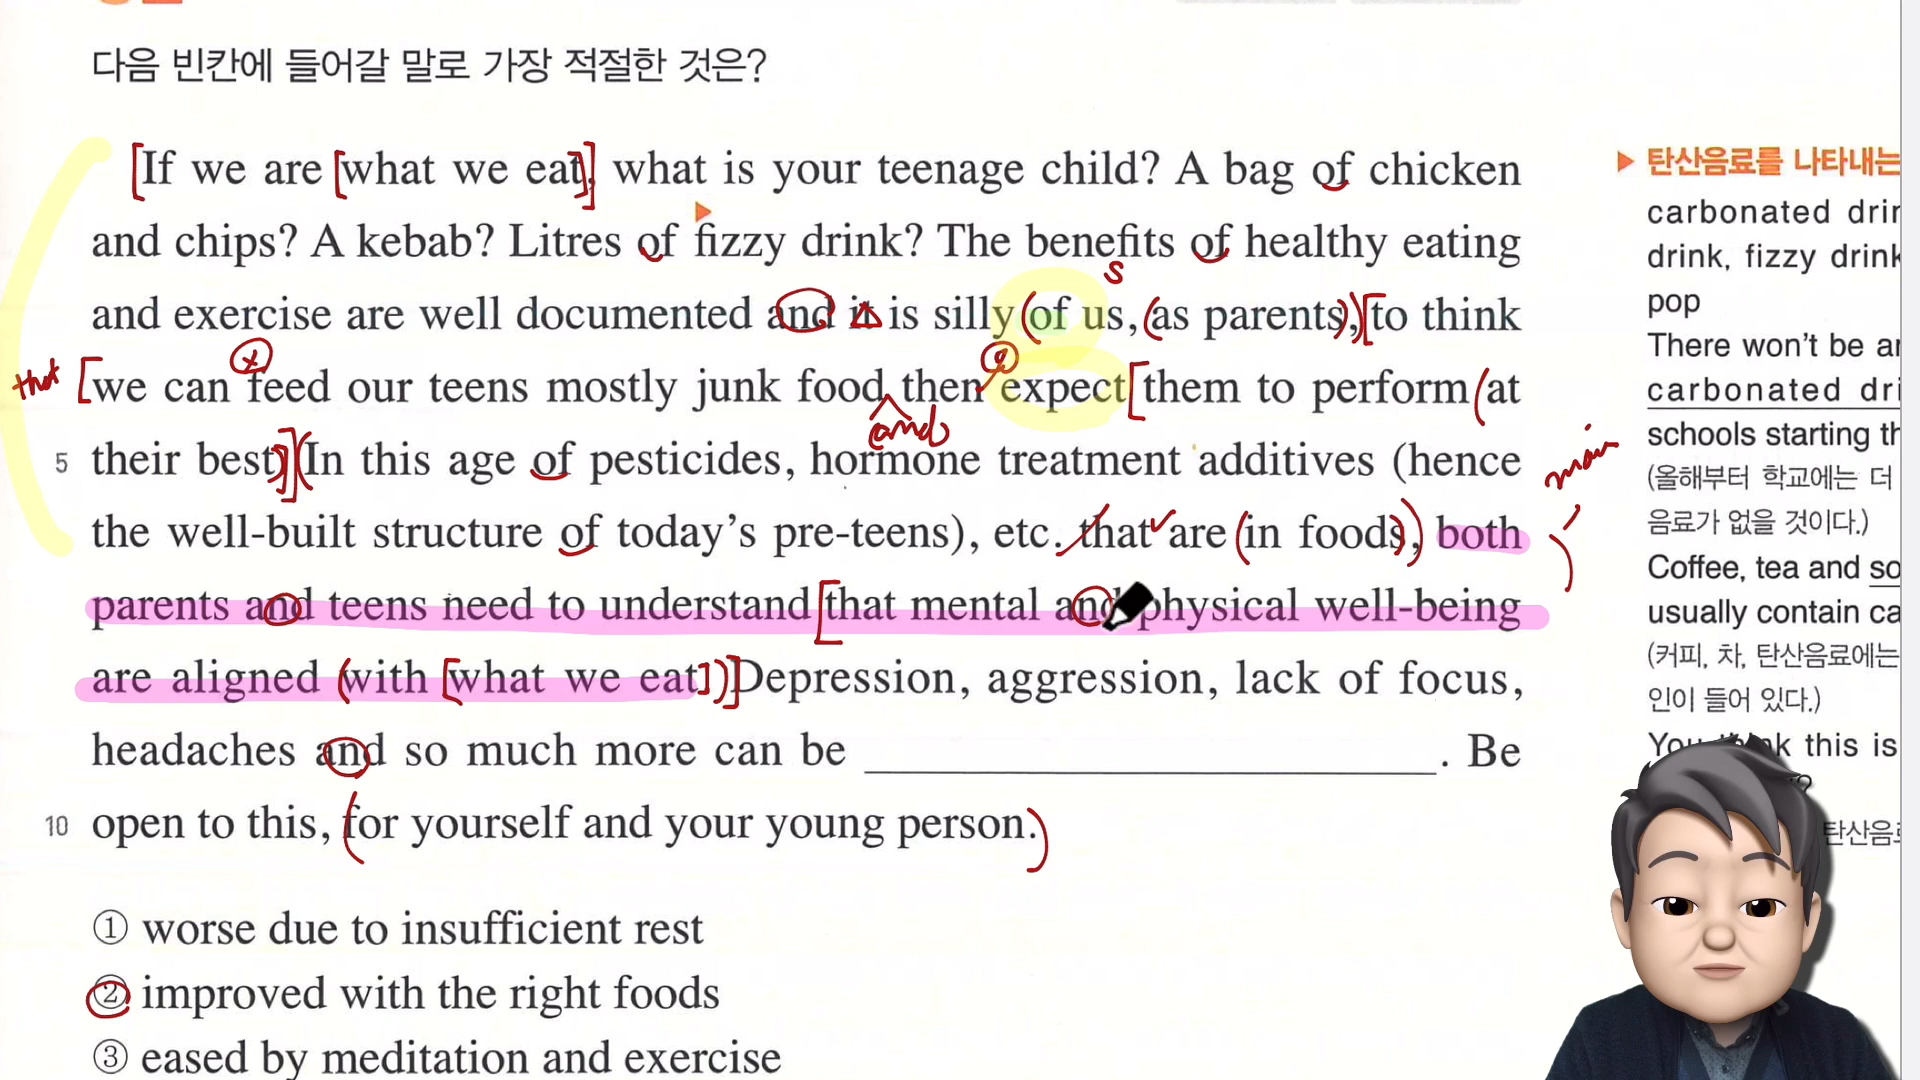 다음 빈칸에 들어갈 말로 가장 적절한 것은?
If we are what we eat, what is your teenage child? A bag of chicken
and chips? A kebab? Litres of fizzy drink? The benefits of healthy eating
s
and exercise are well documented and it is silly of us, as parents, to think
that we can feed our teens mostly junk food then expect them to perform at
and
5 their best. In this age of pesticides, hormone treatment additives (hence
main
the well-built structure of today's pre-teens), etc. that are in foods, both
parents and teens need to understand that mental and physical well-being
are aligned with what we eat. Depression, aggression, lack of focus,
headaches and so much more can be ____________. Be
10 open to this, for yourself and your young person.
① worse due to insufficient rest
② improved with the right foods
③ eased by meditation and exercise
▶ 탄산음료를 나타내는
carbonated
drink, fizzy drink
pop
There won't be
carbonated
schools starting
(올해부터 학교에는 더
음료가 없을 것이다.)
Coffee, tea and
usually contain
(커피, 차, 탄산음료에는
인이 들어 있다.)
this is